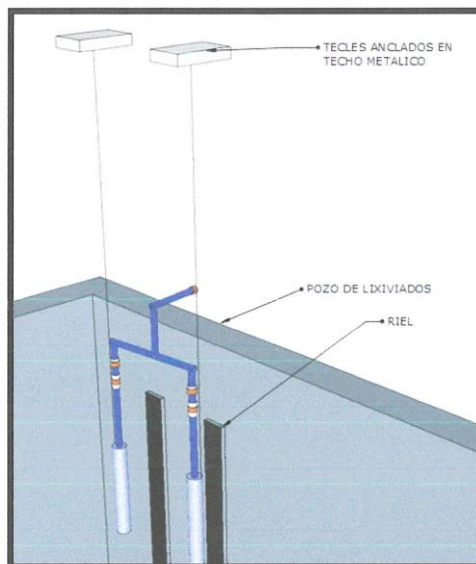 TECLES ANCLADOS EN
TECHO METALICO
POZO DE LIXIVIADOS
RIEL